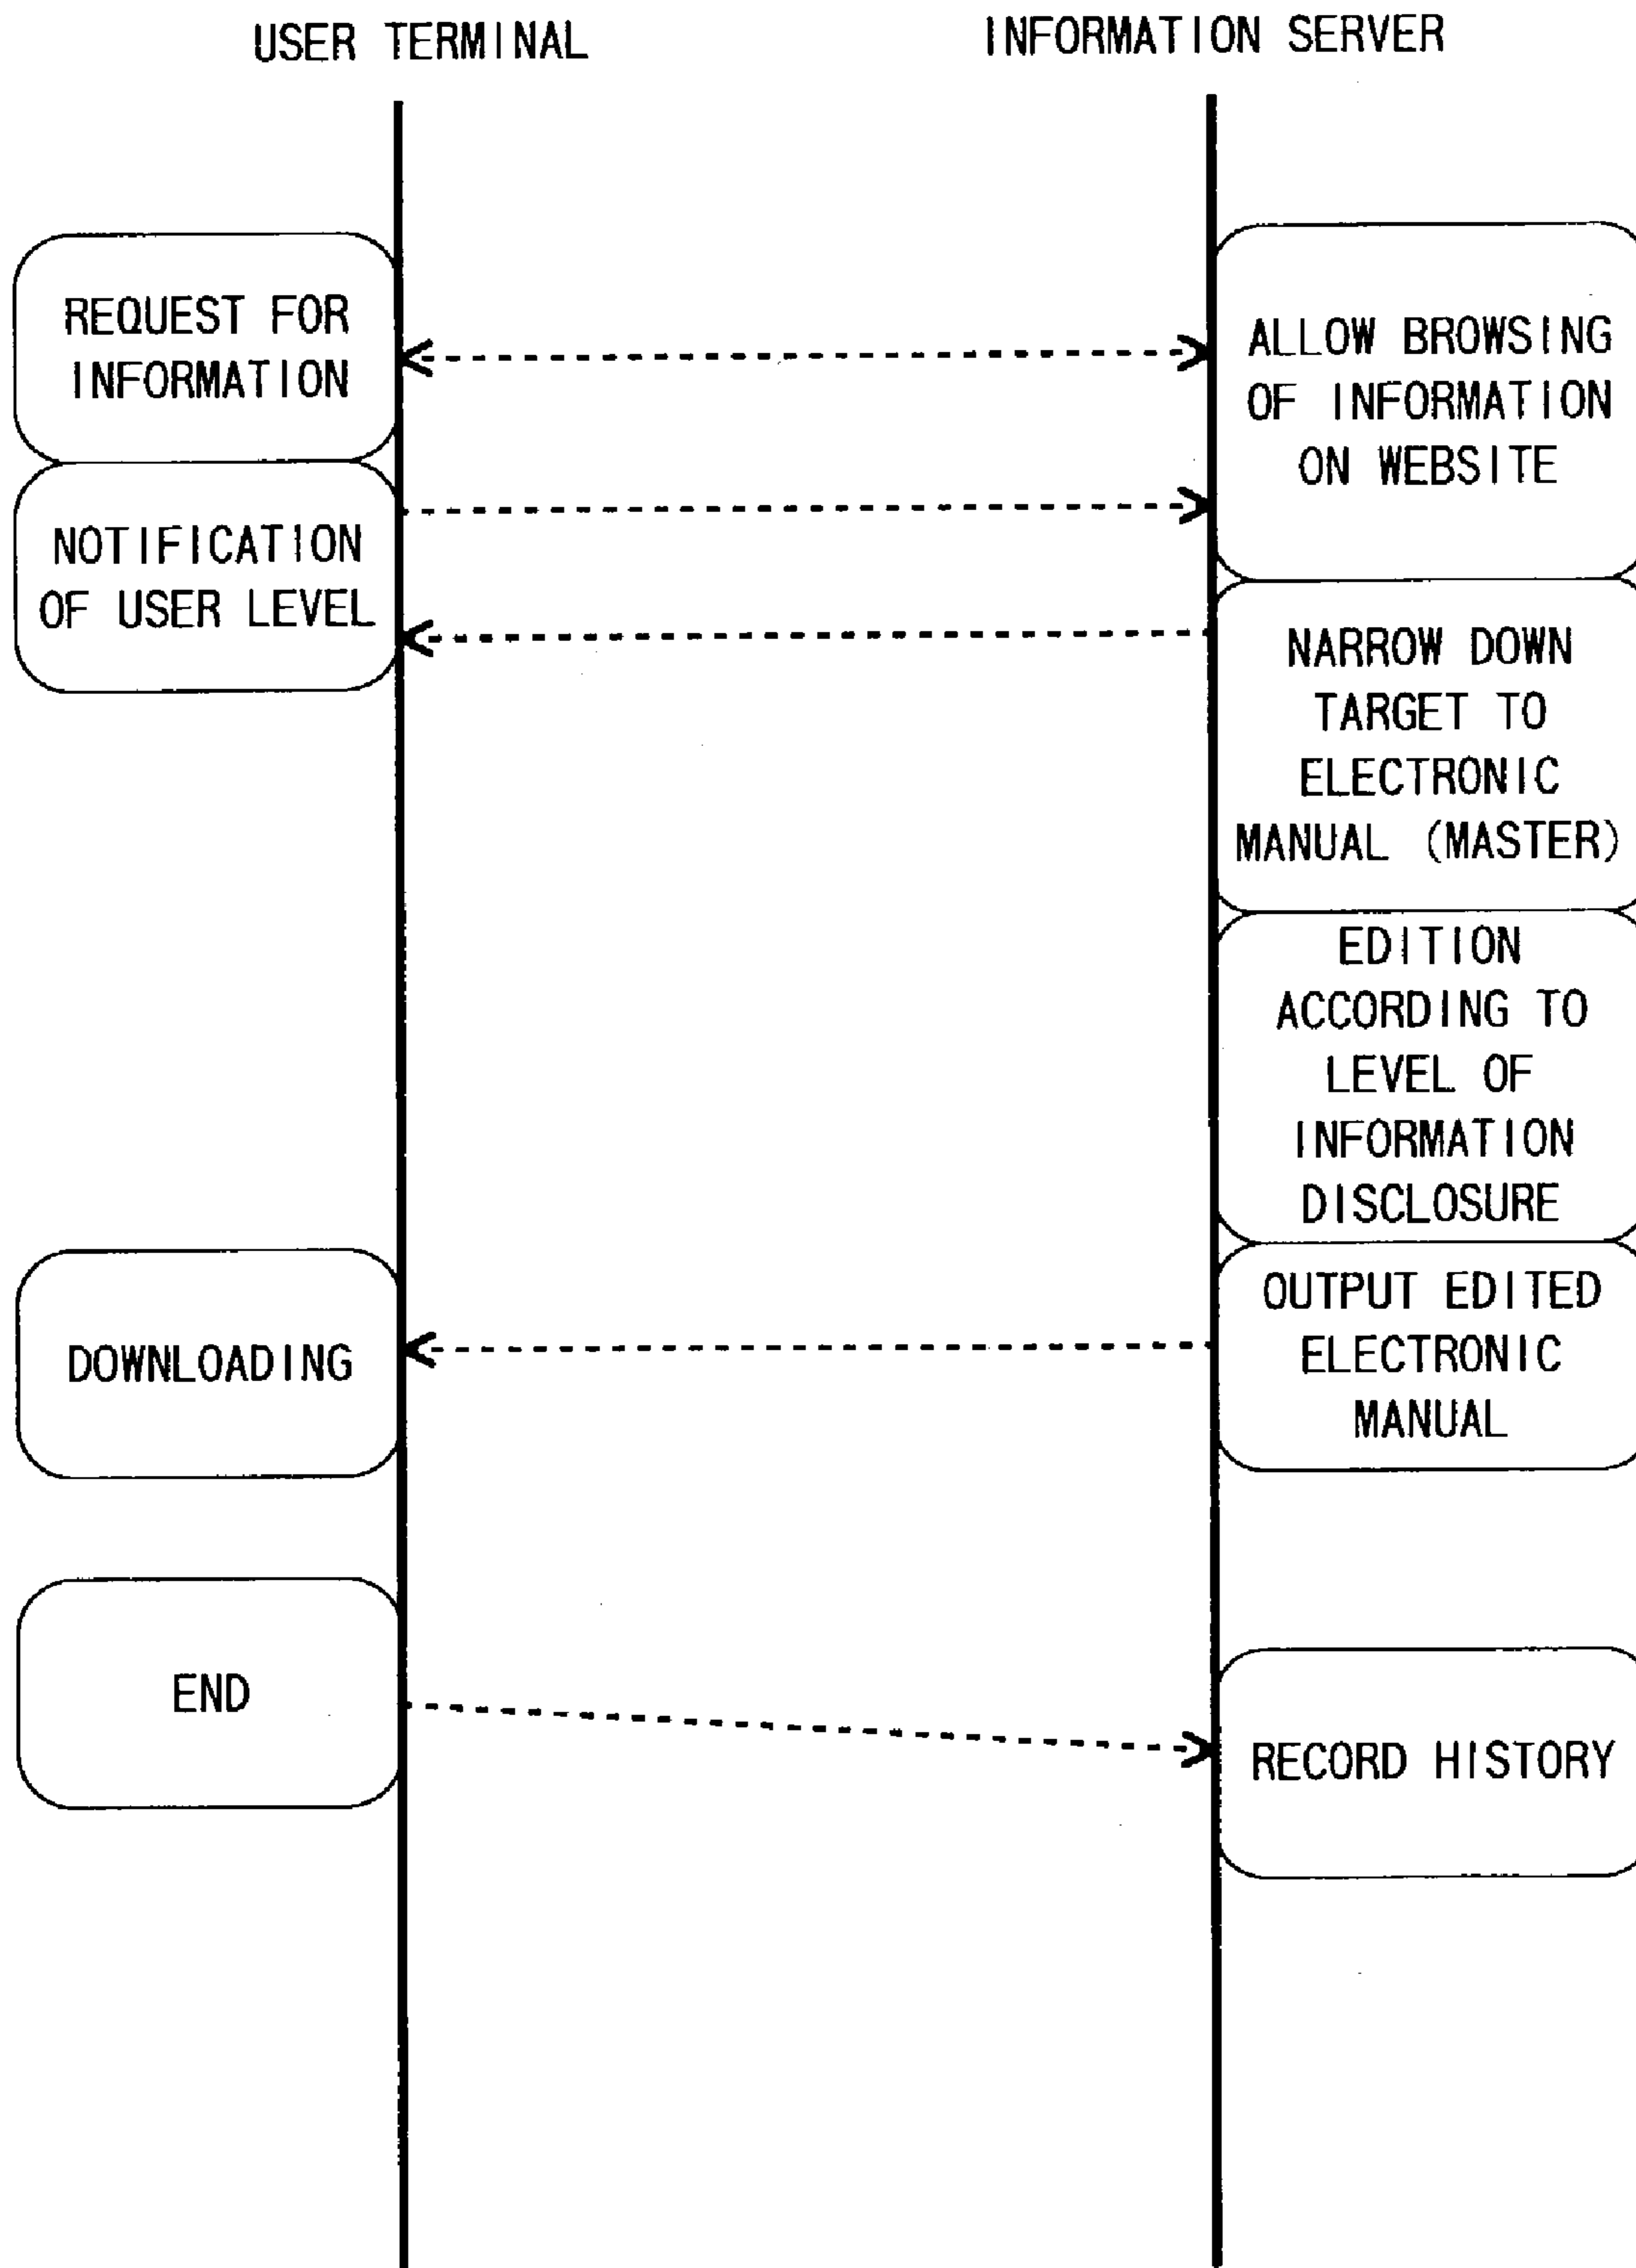 USER TERMINAL
INFORMATION SERVER
REQUEST FOR
INFORMATION
ALLOW BROWSING
OF INFORMATION
ON WEBSITE
NOTIFICATION
OF USER LEVEL
NARROW DOWN
TARGET TO
ELECTRONIC
MANUAL (MASTER)
EDITION
ACCORDING TO
LEVEL OF
INFORMATION
DISCLOSURE
DOWNLOADING
OUTPUT EDITED
ELECTRONIC
MANUAL
END
RECORD HISTORY